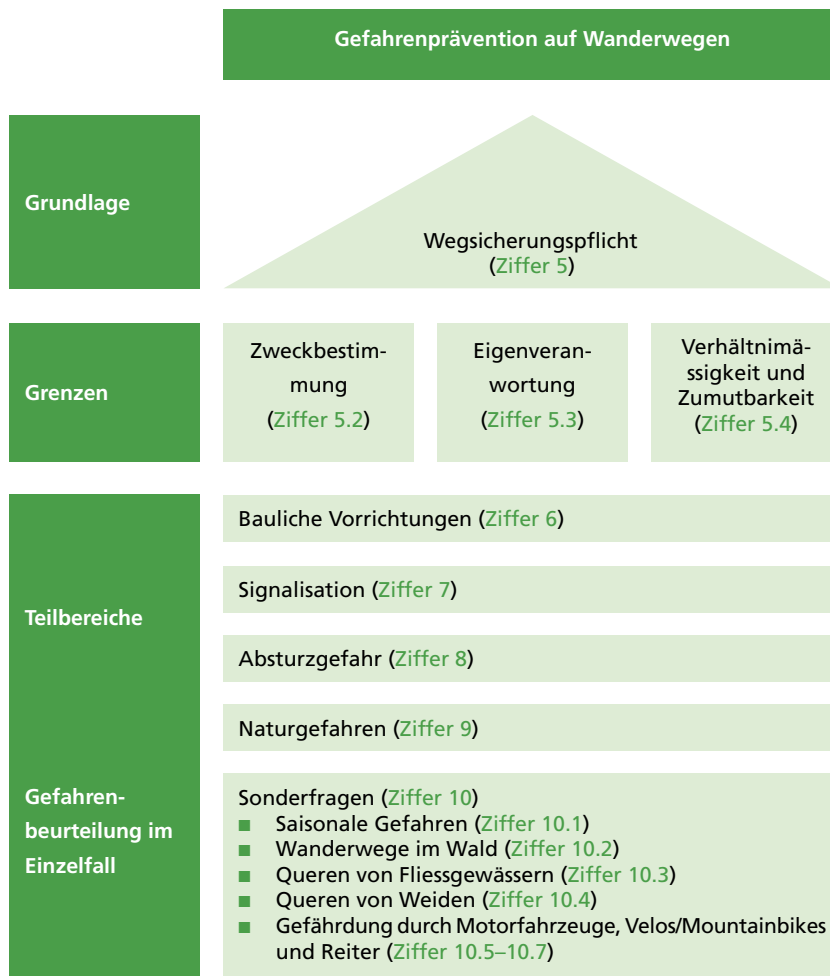 Gefahrenprävention auf Wanderwegen
Grundlage
Wegsicherungspflicht
(Ziffer 5)
Grenzen
Zweckbestim-
mung
(Ziffer 5.2)
Eigenveran-
wortung
(Ziffer 5.3)
Verhältnimä-
ssigkeit und
Zumutbarkeit
(Ziffer 5.4)
Teilbereiche
Bauliche Vorrichtungen (Ziffer 6)
Signalisation (Ziffer 7)
Absturzgefahr (Ziffer 8)
Naturgefahren (Ziffer 9)
Gefahren-
beurteilung im
Einzelfall
Sonderfragen (Ziffer 10)
■ Saisonale Gefahren (Ziffer 10.1)
■ Wanderwege im Wald (Ziffer 10.2)
■ Queren von Fliessgewässern (Ziffer 10.3)
■ Queren von Weiden (Ziffer 10.4)
■ Gefährdung durch Motorfahrzeuge, Velos/Mountainbikes
und Reiter (Ziffer 10.5–10.7)